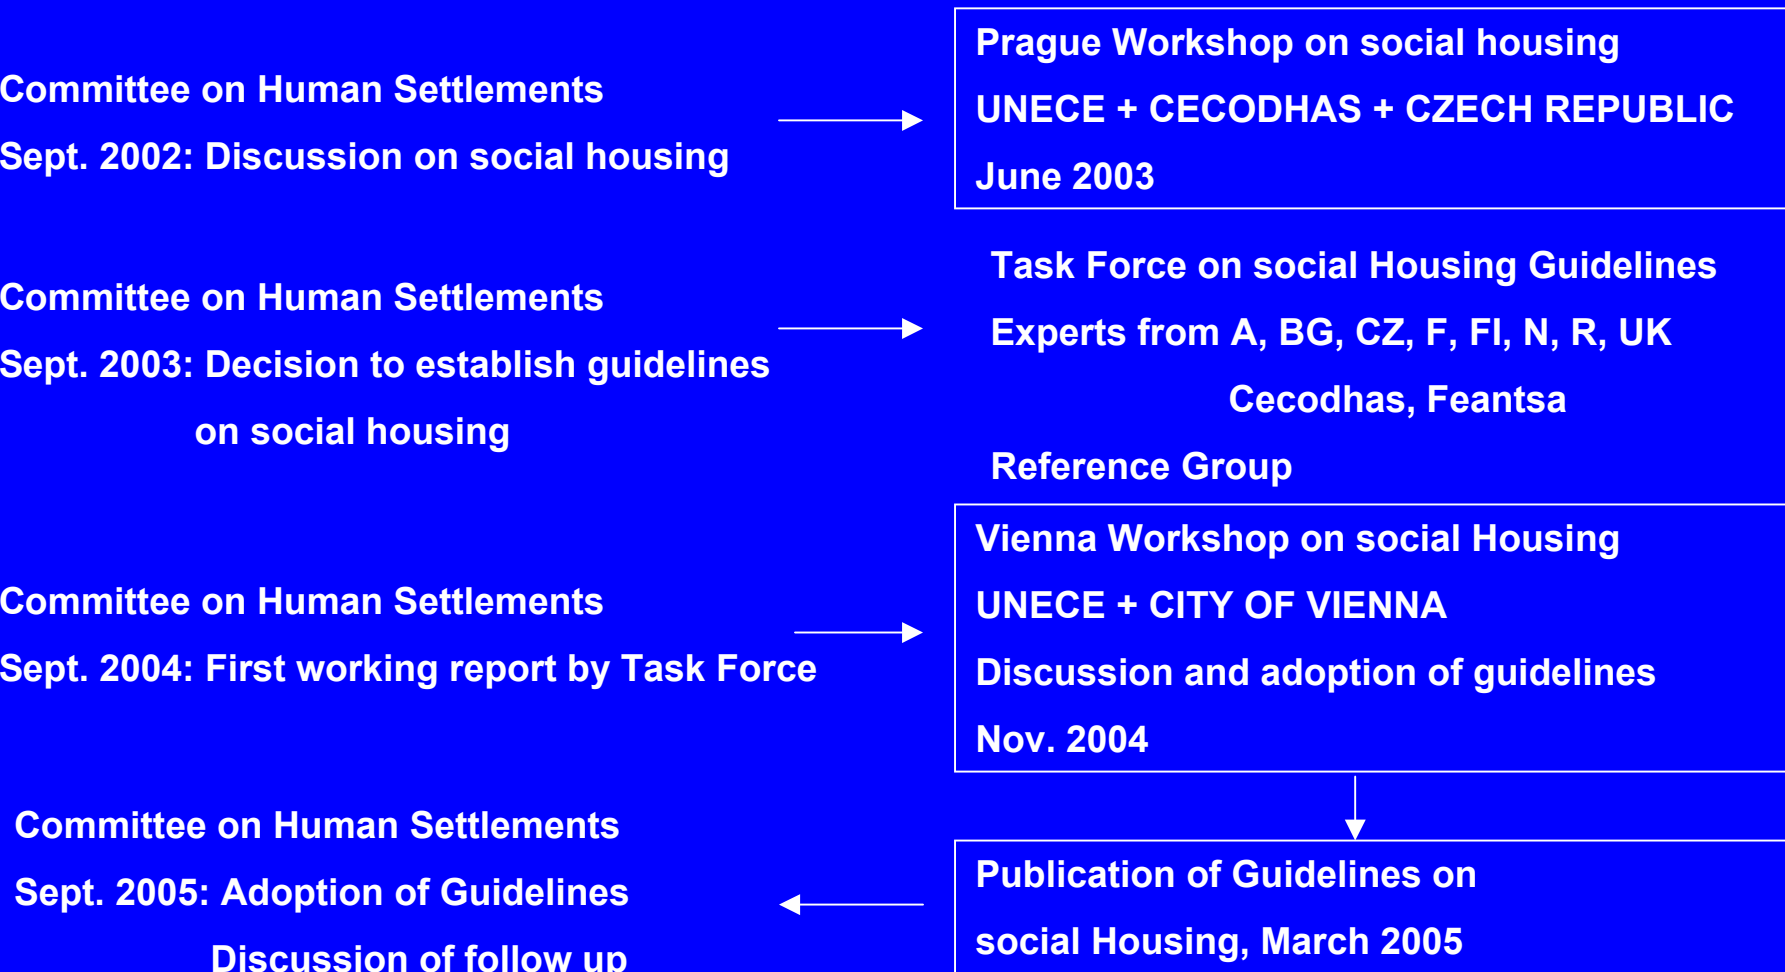 Committee on Human Settlements
Sept. 2002: Discussion on social housing
Prague Workshop on social housing
UNECE + CECODHAS + CZECH REPUBLIC
June 2003
Committee on Human Settlements
Sept. 2003: Decision to establish guidelines
on social housing
Task Force on social Housing Guidelines
Experts from A, BG, CZ, F, FI, N, R, UK
Cecodhas, Feantsa
Reference Group
Committee on Human Settlements
Sept. 2004: First working report by Task Force
Vienna Workshop on social Housing
UNECE + CITY OF VIENNA
Discussion and adoption of guidelines
Nov. 2004
Publication of Guidelines on
social Housing, March 2005
Committee on Human Settlements
Sept. 2005: Adoption of Guidelines
Discussion of follow up